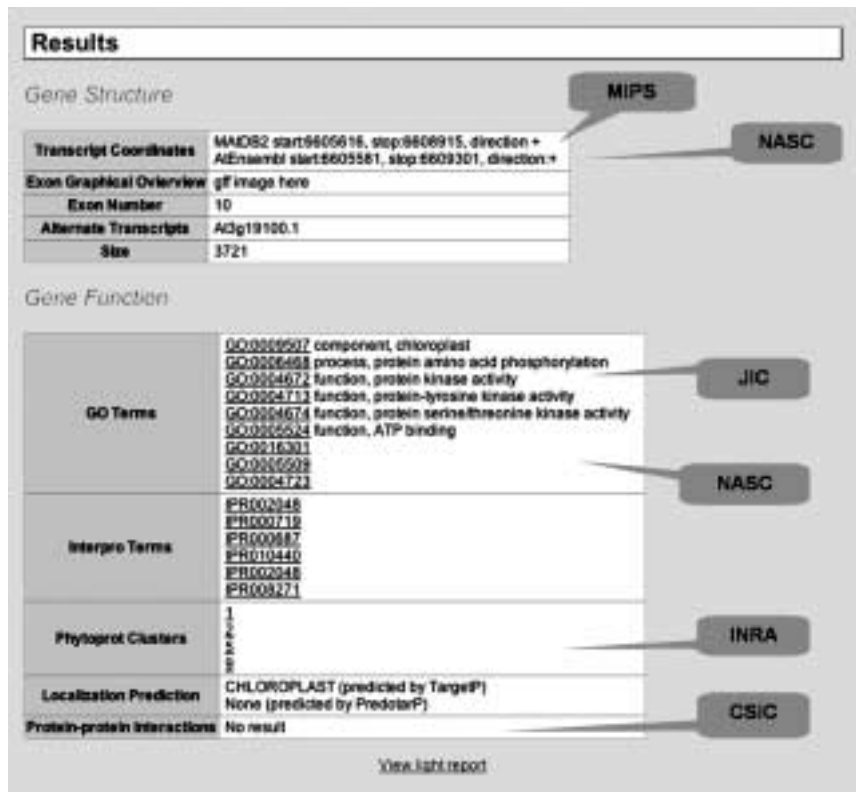 Results
Gene Structure
MIPS
NASC
Transcript Coordinates
MAtDB2 start:6605616, stop:6608915, direction +
AtEnsembl start:6605581, stop:6609301, direction:+
Exon Graphical Ovierview gff image here
Exon Number 10
Alternate Transcripts At3g19100.1
Size 3721
Gene Function
GO Terms
GO:0009507 component, chloroplast
GO:0006468 process, protein amino acid phosphorylation
GO:0004672 function, protein kinase activity
GO:0004713 function, protein-tyrosine kinase activity
GO:0004674 function, protein serine/threonine kinase activity
GO:0005524 function, ATP binding
GO:0016301
GO:0005509
GO:0004723
JIC
NASC
Interpro Terms
IPR002048
IPR000719
IPR000687
IPR010440
IPR002048
IPR008271
Phytoprot Clusters
1
INRA
Localization Prediction
CHLOROPLAST (predicted by TargetP)
None (predicted by PredotarP)
CSIC
Protein-protein Interactions No result
View light report